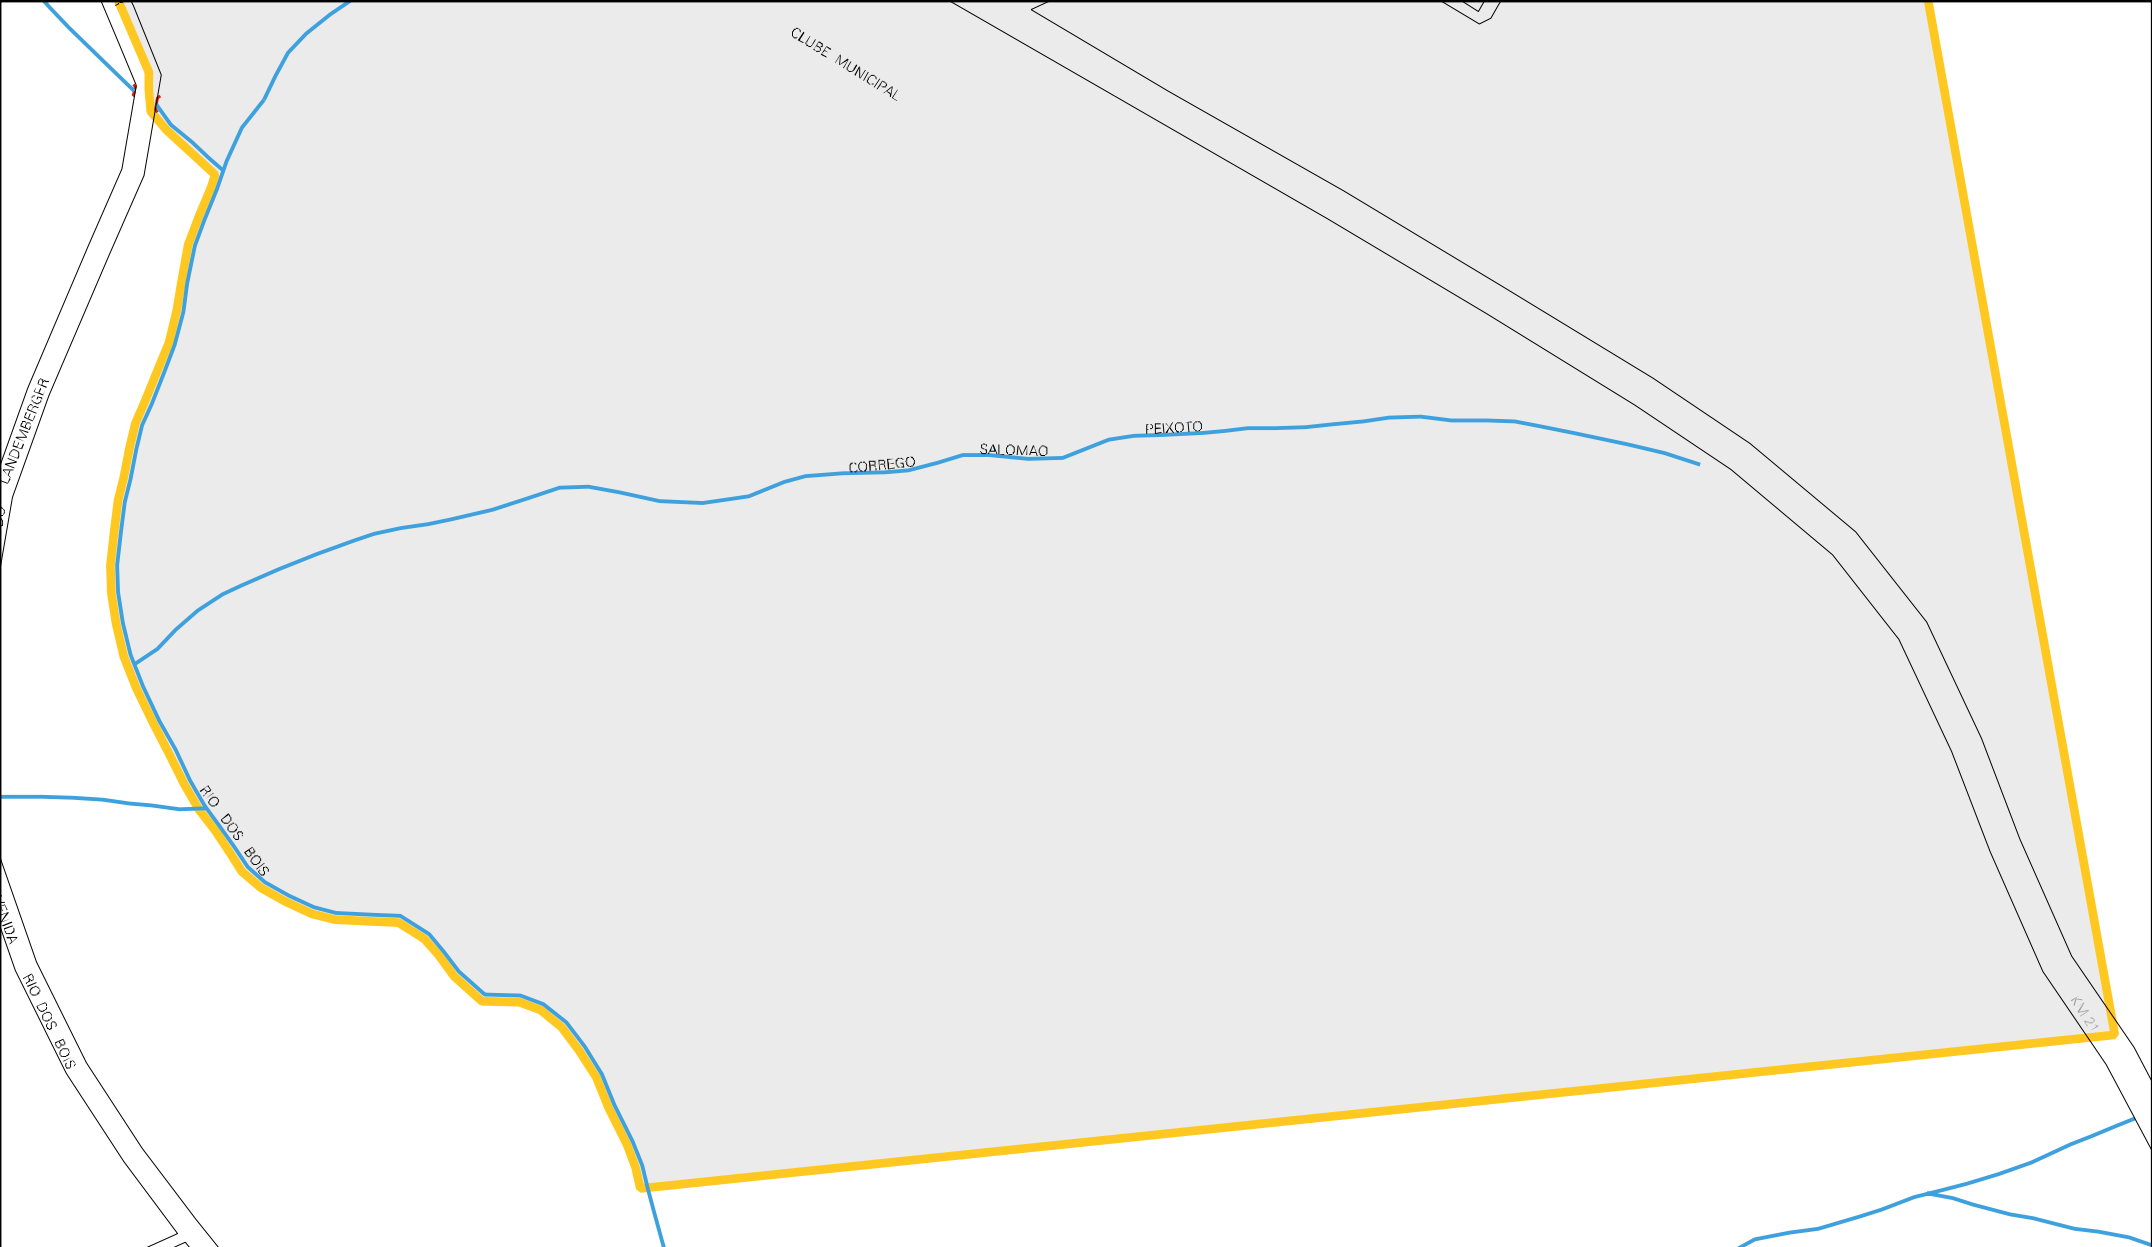 CLUBE MUNICIPAL
LANDEMBERGER
CORREGO SALOMAO PEIXOTO
RIO DOS BOIS
RIO DOS BOIS
KM 21